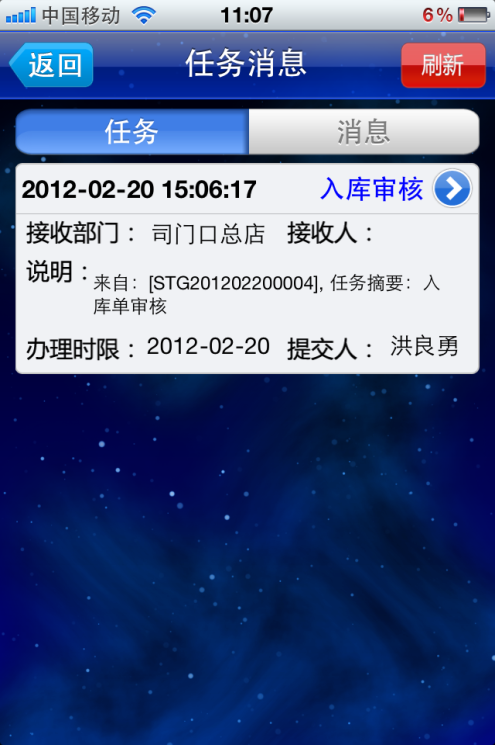 中国移动 11:07 6%
返回 任务消息 刷新
任务 消息
2012-02-20 15:06:17 入库审核
接收部门： 司门口总店 接收人：
说明： 来自：[STG201202200004], 任务摘要：入
库单审核
办理时限： 2012-02-20 提交人： 洪良勇